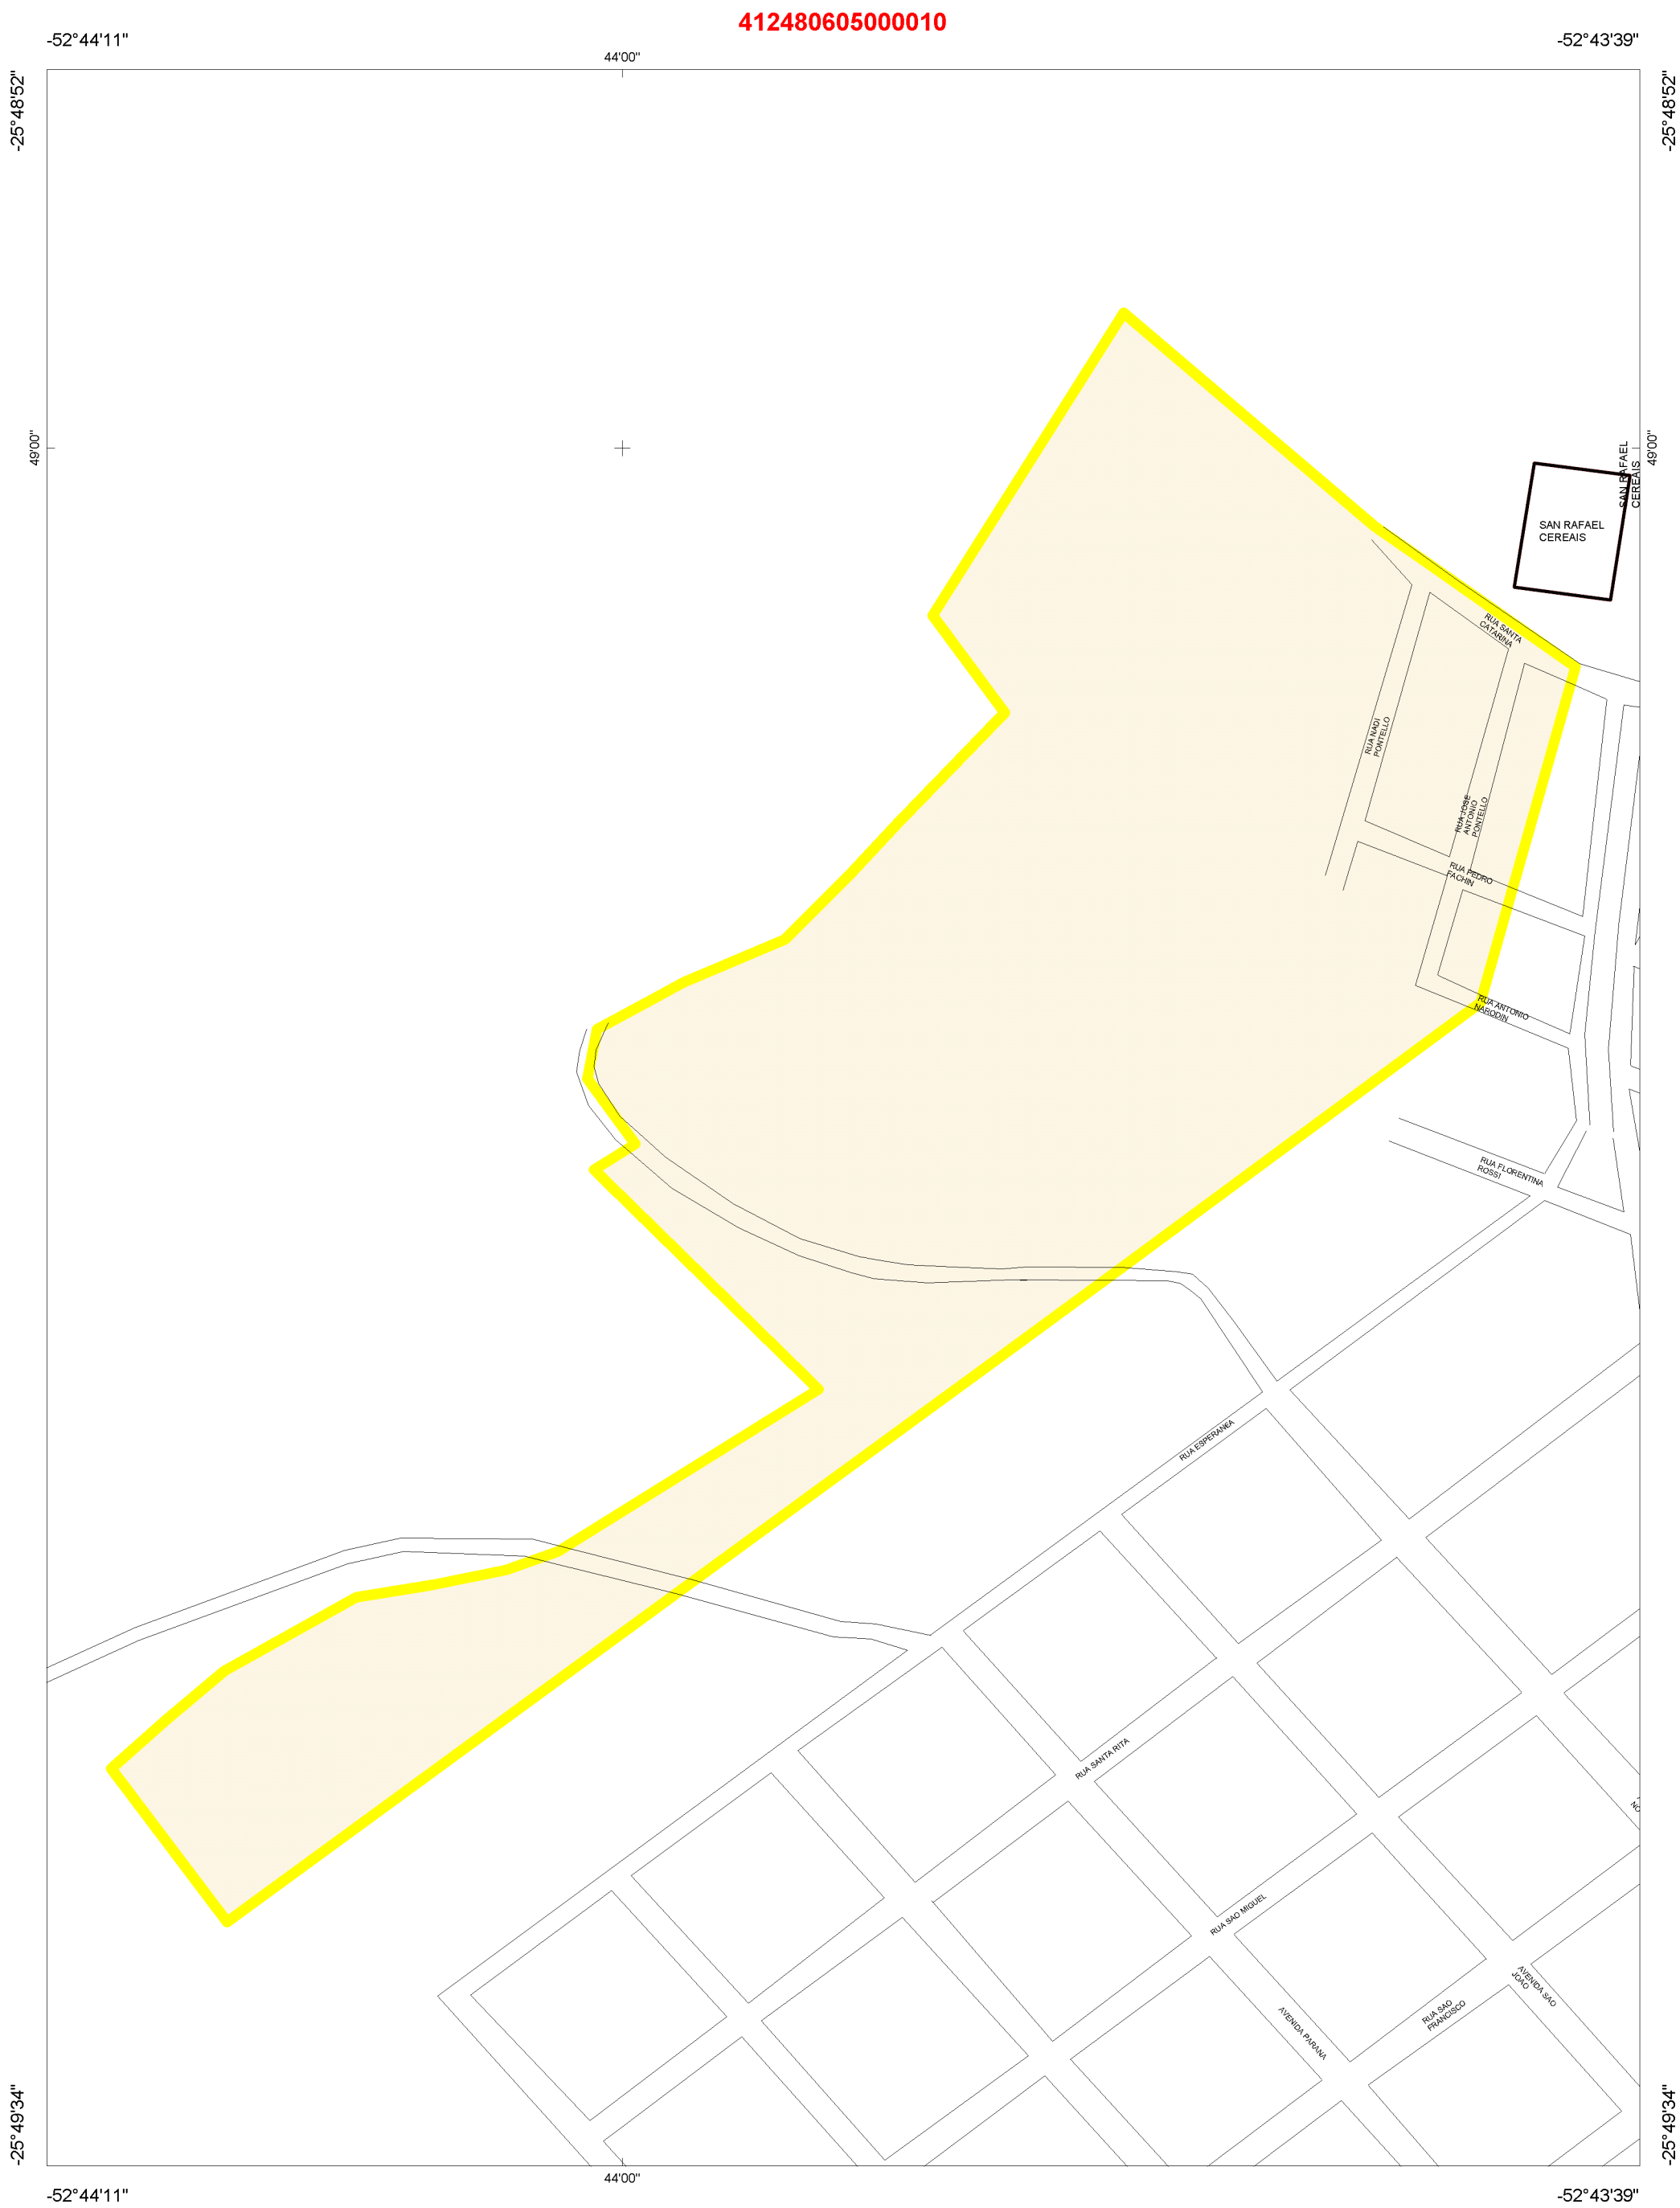 412480605000010
-52°44'11"
-52°43'39"
44'00"
-25°48'52"
-25°48'52"
49'00"
49'00"
SAN RAFAEL
CEREAIS
SAN RAFAEL
CEREAIS
RUA SANTA
CATARINA
RUA NADI
PONTELLO
RUA JOSE
ANTONIO
PONTELLO
RUA PEDRO
FACHIN
RUA ANTONIO
NARODIN
RUA FLORENTINA
ROSSI
RUA ESPERANEA
RUA SANTA RITA
NO
RUA SAO MIGUEL
AVENIDA SAO
JOAO
RUA SAO
FRANCISCO
AVENIDA PARANA
-25°49'34"
-25°49'34"
44'00"
-52°44'11"
-52°43'39"